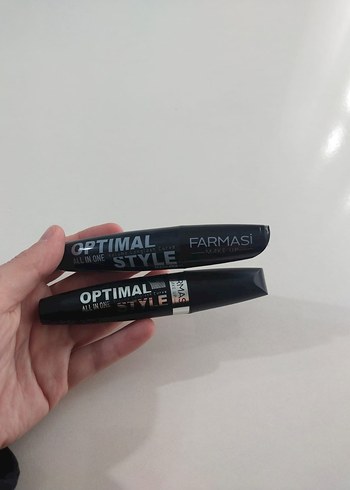 OPTIMAL
ALL IN ONE
STYLE
FARMASİ
OPTIMAL
ALL IN ONE
STYLE